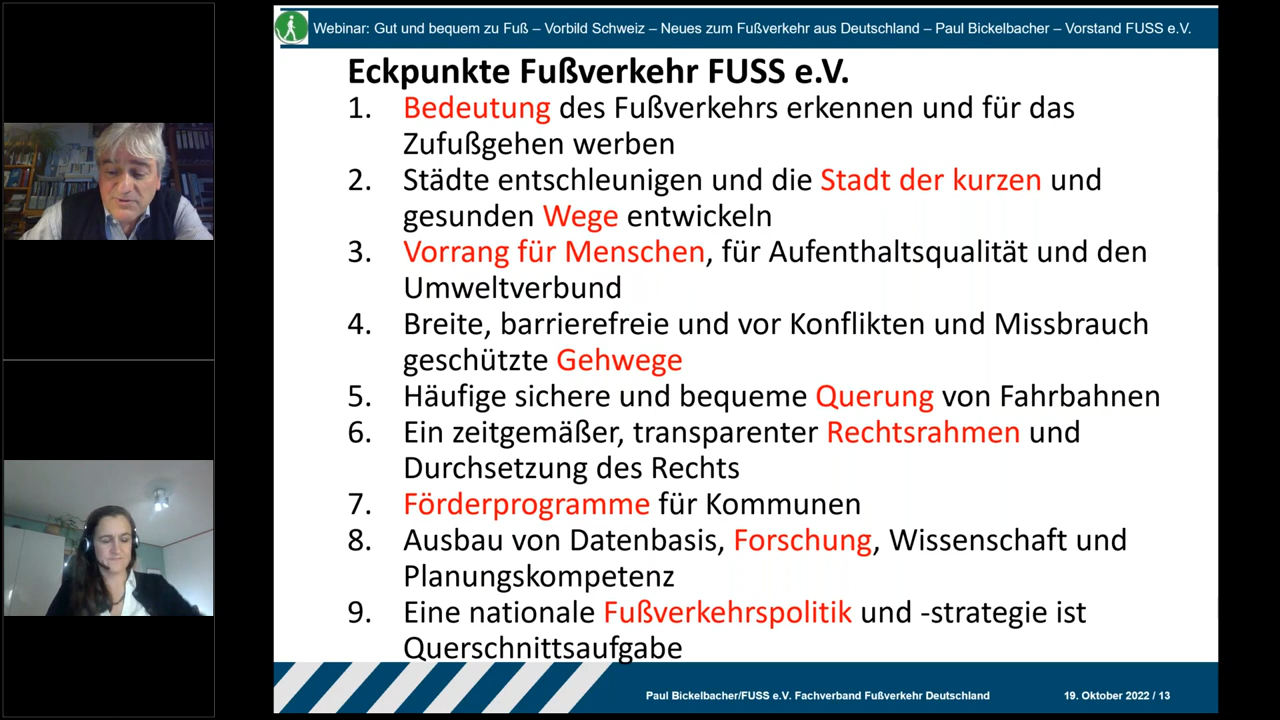 Webinar: Gut und bequem zu Fuß – Vorbild Schweiz – Neues zum Fußverkehr aus Deutschland – Paul Bickelbacher – Vorstand FUSS e.V.
Eckpunkte Fußverkehr FUSS e.V.
1. Bedeutung des Fußverkehrs erkennen und für das
Zufußgehen werben
2. Städte entschleunigen und die Stadt der kurzen und
gesunden Wege entwickeln
3. Vorrang für Menschen, für Aufenthaltsqualität und den
Umweltverbund
4. Breite, barrierefreie und vor Konflikten und Missbrauch
geschützte Gehwege
5. Häufige sichere und bequeme Querung von Fahrbahnen
6. Ein zeitgemäßer, transparenter Rechtsrahmen und
Durchsetzung des Rechts
7. Förderprogramme für Kommunen
8. Ausbau von Datenbasis, Forschung, Wissenschaft und
Planungskompetenz
9. Eine nationale Fußverkehrspolitik und -strategie ist
Querschnittsaufgabe
Paul Bickelbacher/FUSS e.V. Fachverband Fußverkehr Deutschland 19. Oktober 2022 / 13